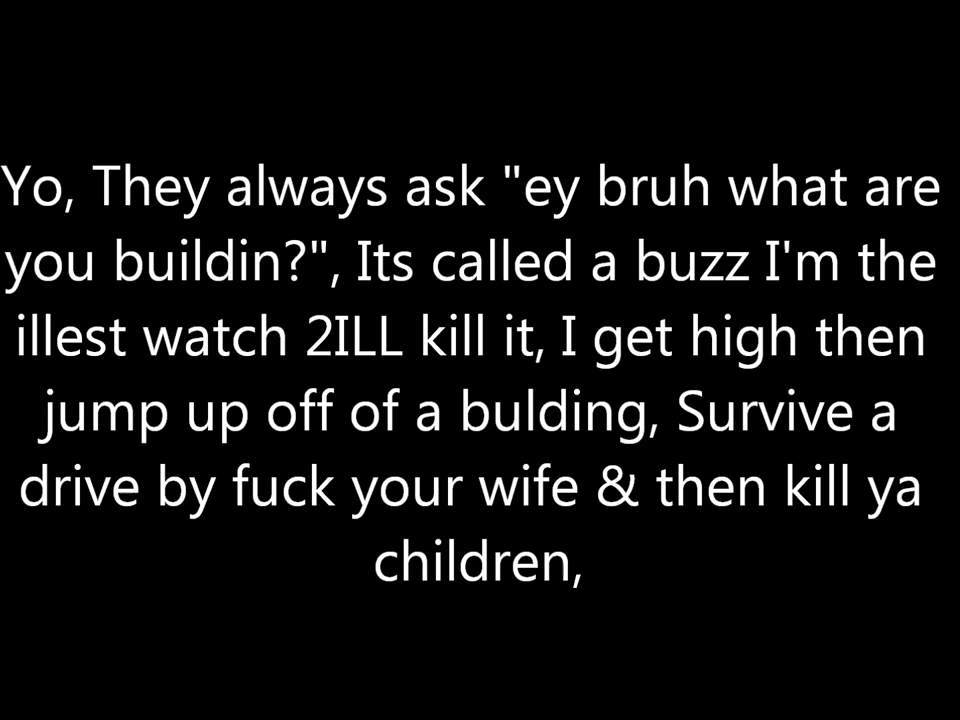 Yo, They always ask "ey bruh what are
you buildin?", Its called a buzz I'm the
illest watch 2ILL kill it, I get high then
jump up off of a bulding, Survive a
drive by fuck your wife & then kill ya
children,